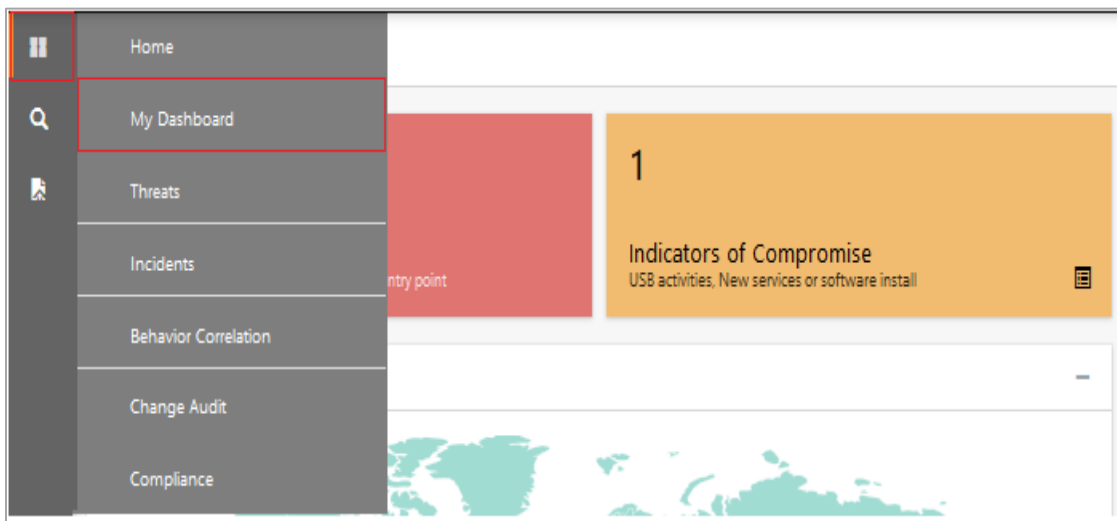 Home
My Dashboard
Threats
Incidents
Behavior Correlation
Change Audit
Compliance
point
1
Indicators of Compromise
USB activities, New services or software install